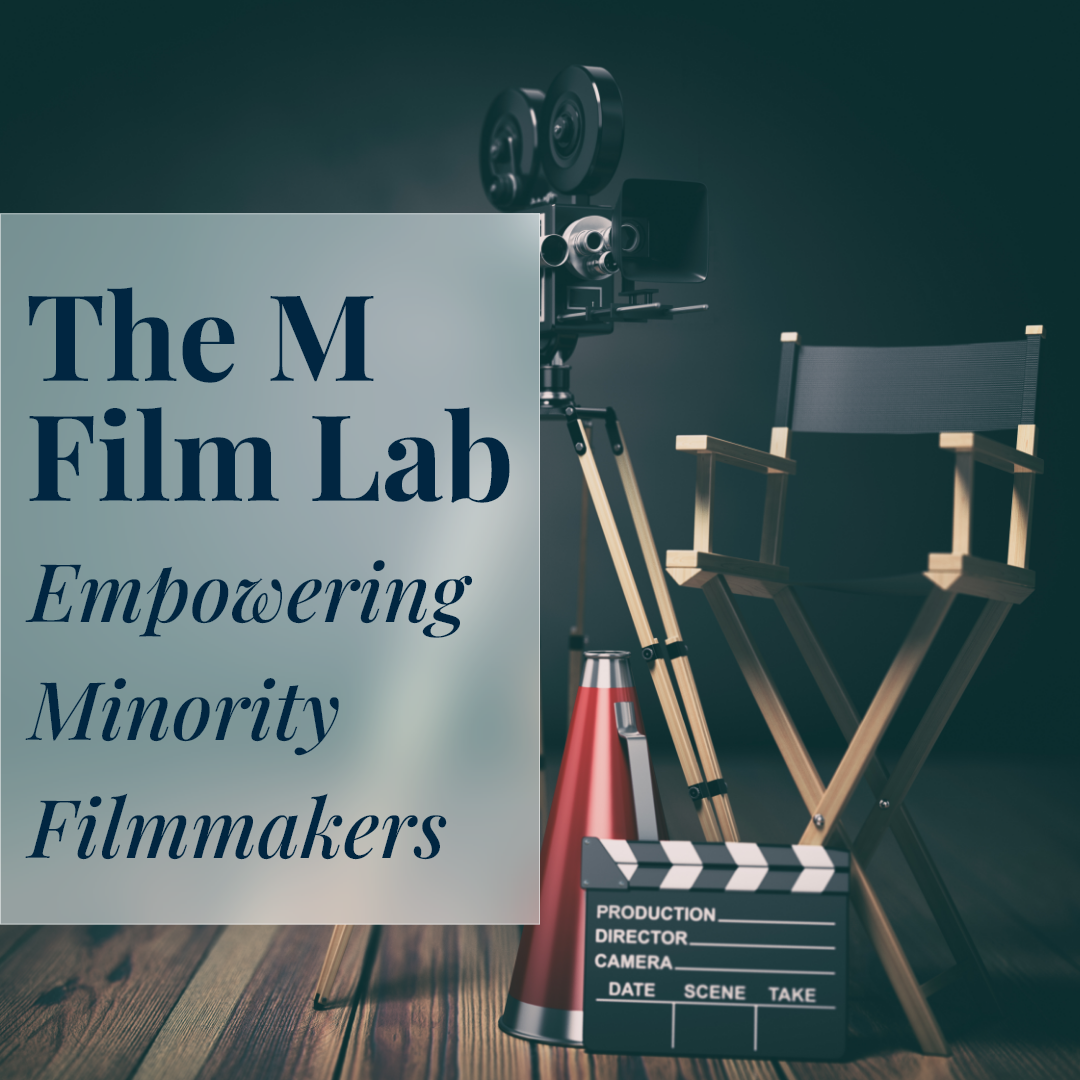 The M
Film Lab
Empowering
Minority
Filmmakers
PRODUCTION
DIRECTOR
CAMERA
DATE SCENE TAKE